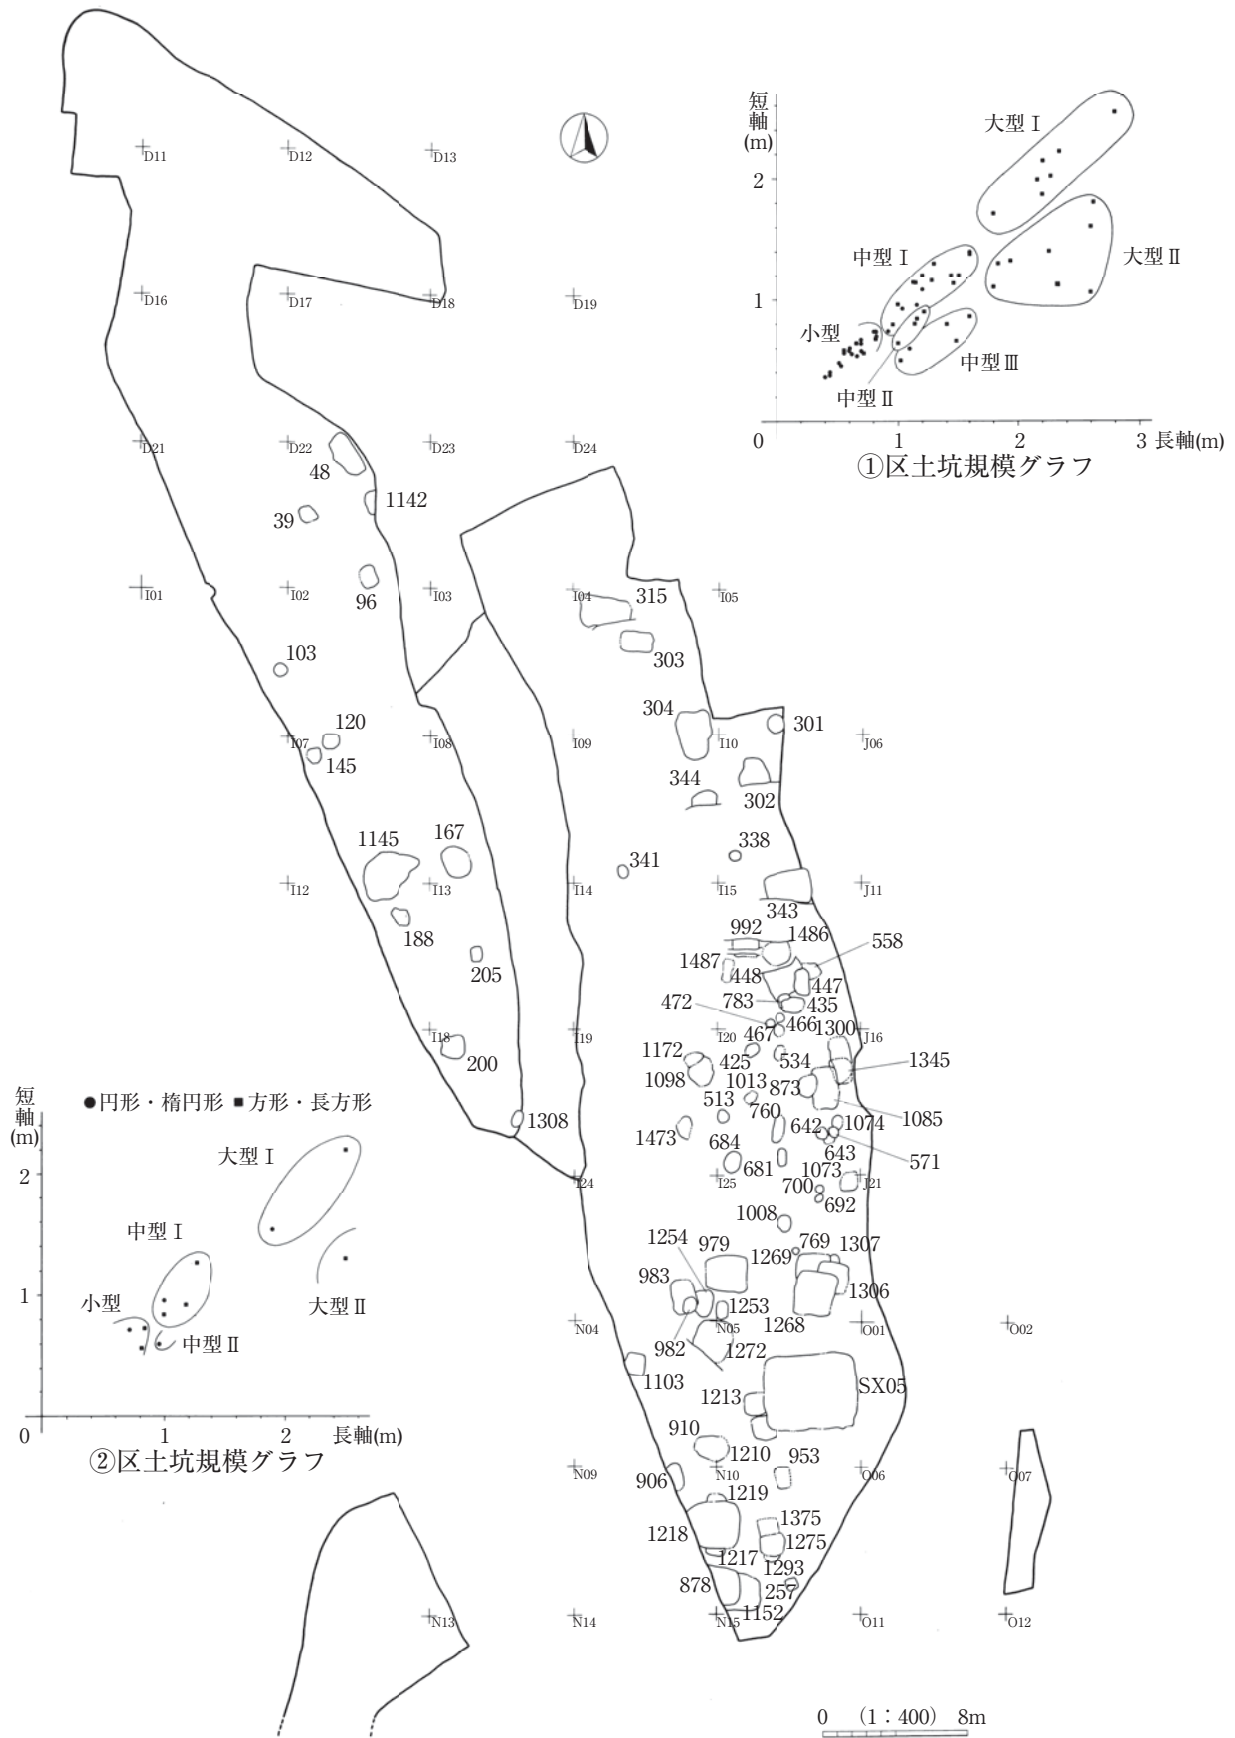 短軸(m)
大型Ⅰ
2
中型Ⅰ
大型Ⅱ
1
小型
中型Ⅲ
中型Ⅱ
0 1 2 3 長軸(m)
①区土坑規模グラフ
D11 D12 D13
D16 D17 D18 D19
D21 D22 D23 D24
48
1142
39
I01 I02 I03 I04 I05
96
315
303
103
304
301
120
I07 I08 I09 I10 J06
145
344
302
338
1145 167
341
I12 I13 I14 I15 J11
343
188
992 1486
558
205
1487 448
447
472 783 435
466 1300
467
I18 I19 I20 J16
1172 425 534 1345
200
1098 1013 873
513 760 1085
1308
642 1074
1473 684 643
681 571
1073
I24 I25 J21
700
692
1008
1254 979 769 1307
1269
983
1306
1253
1268
N04 N05 O01 O02
982 1272
1103
SX05
1213
910
1210 953
906 N09 N10 O06 O07
1219
1375
1218
1275
1217
1293
878
257
1152
N13 N14 N15 O11 O12
短軸(m)
●円形・楕円形 ■方形・長方形
大型Ⅰ
2
中型Ⅰ
1
小型
大型Ⅱ
中型Ⅱ
0 1 2 長軸(m)
②区土坑規模グラフ
0 (1：400) 8m